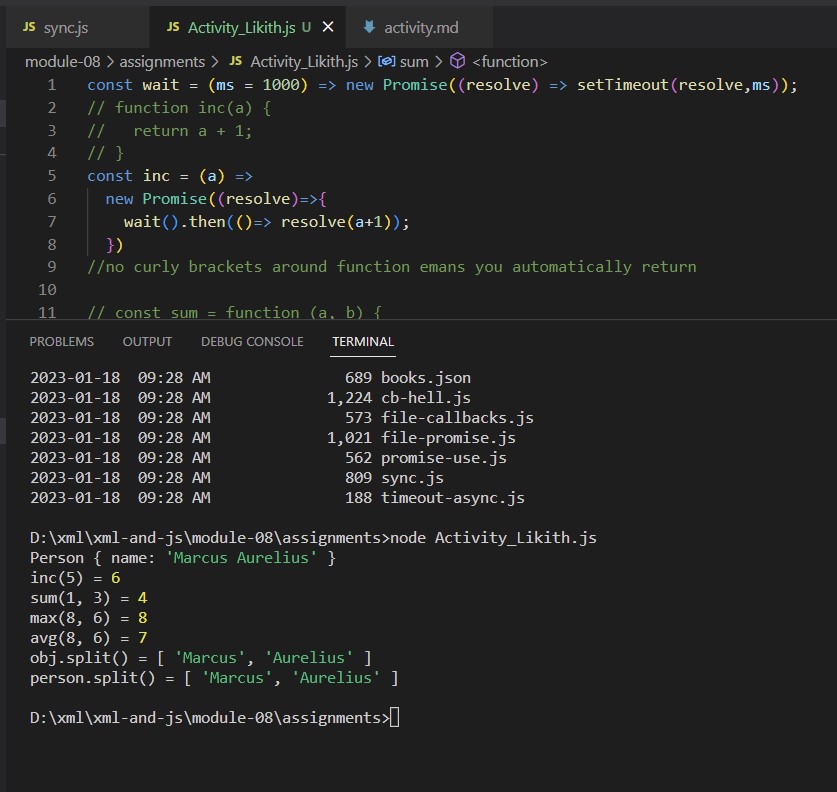 JS sync.js JS Activity_Likith.js U × activity.md
module-08 > assignments > JS Activity_Likith.js > sum > <function>
1 const wait = (ms = 1000) => new Promise((resolve) => setTimeout(resolve,ms));
2 // function inc(a) {
3 //   return a + 1;
4 // }
5 const inc = (a) =>
6   new Promise((resolve)=>{
7     wait().then(()=> resolve(a+1));
8   })
9 //no curly brackets around function emans you automatically return
10
11 // const sum = function (a, b) {
PROBLEMS OUTPUT DEBUG CONSOLE TERMINAL
2023-01-18  09:28 AM               689 books.json
2023-01-18  09:28 AM             1,224 cb-hell.js
2023-01-18  09:28 AM               573 file-callbacks.js
2023-01-18  09:28 AM             1,021 file-promise.js
2023-01-18  09:28 AM               562 promise-use.js
2023-01-18  09:28 AM               809 sync.js
2023-01-18  09:28 AM               188 timeout-async.js
D:\xml\xml-and-js\module-08\assignments>node Activity_Likith.js
Person { name: 'Marcus Aurelius' }
inc(5) = 6
sum(1, 3) = 4
max(8, 6) = 8
avg(8, 6) = 7
obj.split() = [ 'Marcus', 'Aurelius' ]
person.split() = [ 'Marcus', 'Aurelius' ]
D:\xml\xml-and-js\module-08\assignments>